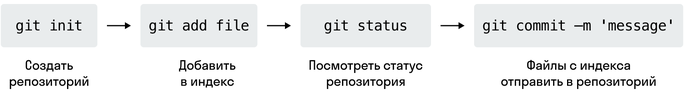 git init
git add file
git status
git commit –m 'message'
Создать
репозиторий
Добавить
в индекс
Посмотреть статус
репозитория
Файлы с индекса
отправить в репозиторий